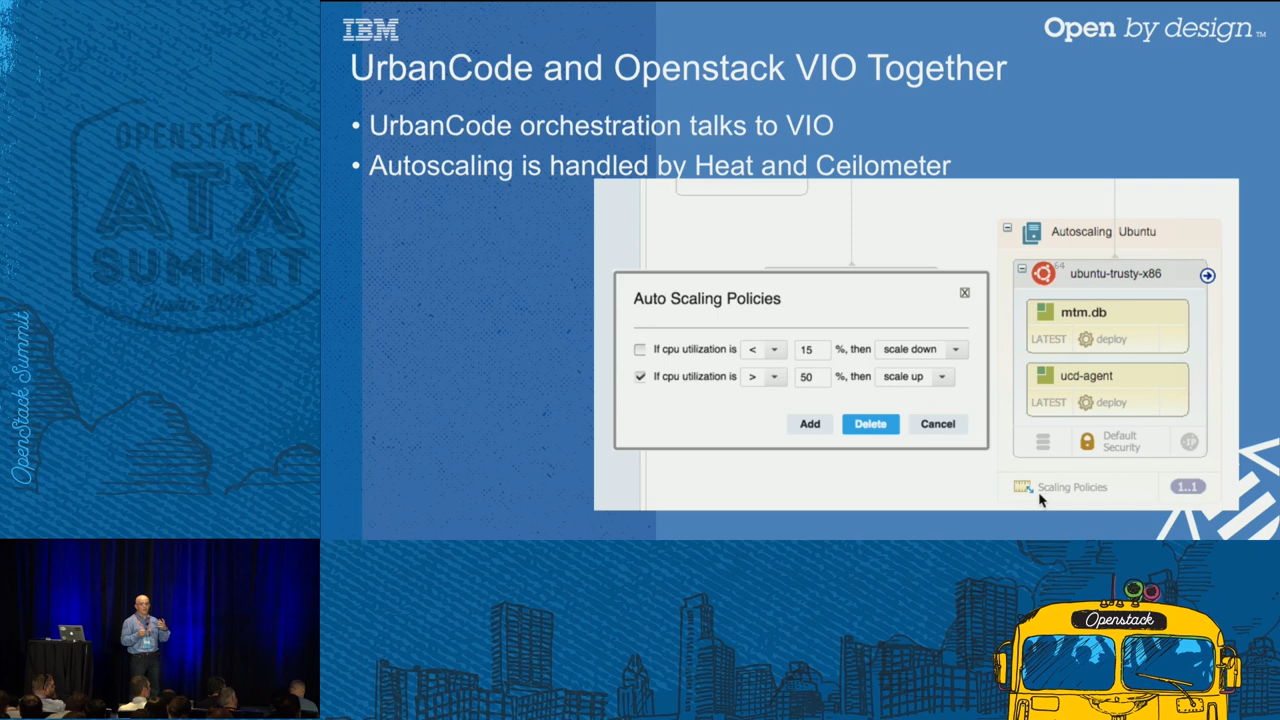 IBM
Open by design™
UrbanCode and Openstack VIO Together
• UrbanCode orchestration talks to VIO
• Autoscaling is handled by Heat and Ceilometer
Auto Scaling Policies
If cpu utilization is < 15 %, then scale down
If cpu utilization is > 50 %, then scale up
Add Delete Cancel
Autoscaling Ubuntu
64 ubuntu-trusty-x86
mtm.db
LATEST deploy
ucd-agent
LATEST deploy
Default
Security
IP
Scaling Policies 1..1
OPENSTACK
ATX
SUMMIT
OpenStack Summit
Openstack